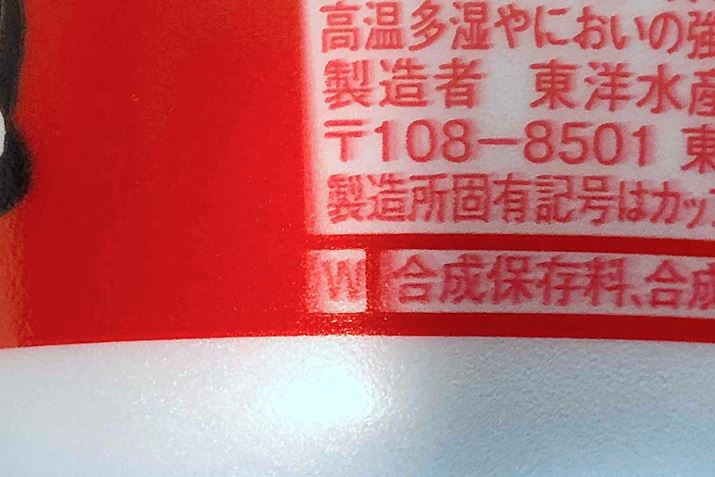 高温多湿やにおいの強
製造者 東洋水産
〒108-8501 東
製造所固有記号はカップ
W 合成保存料、合成